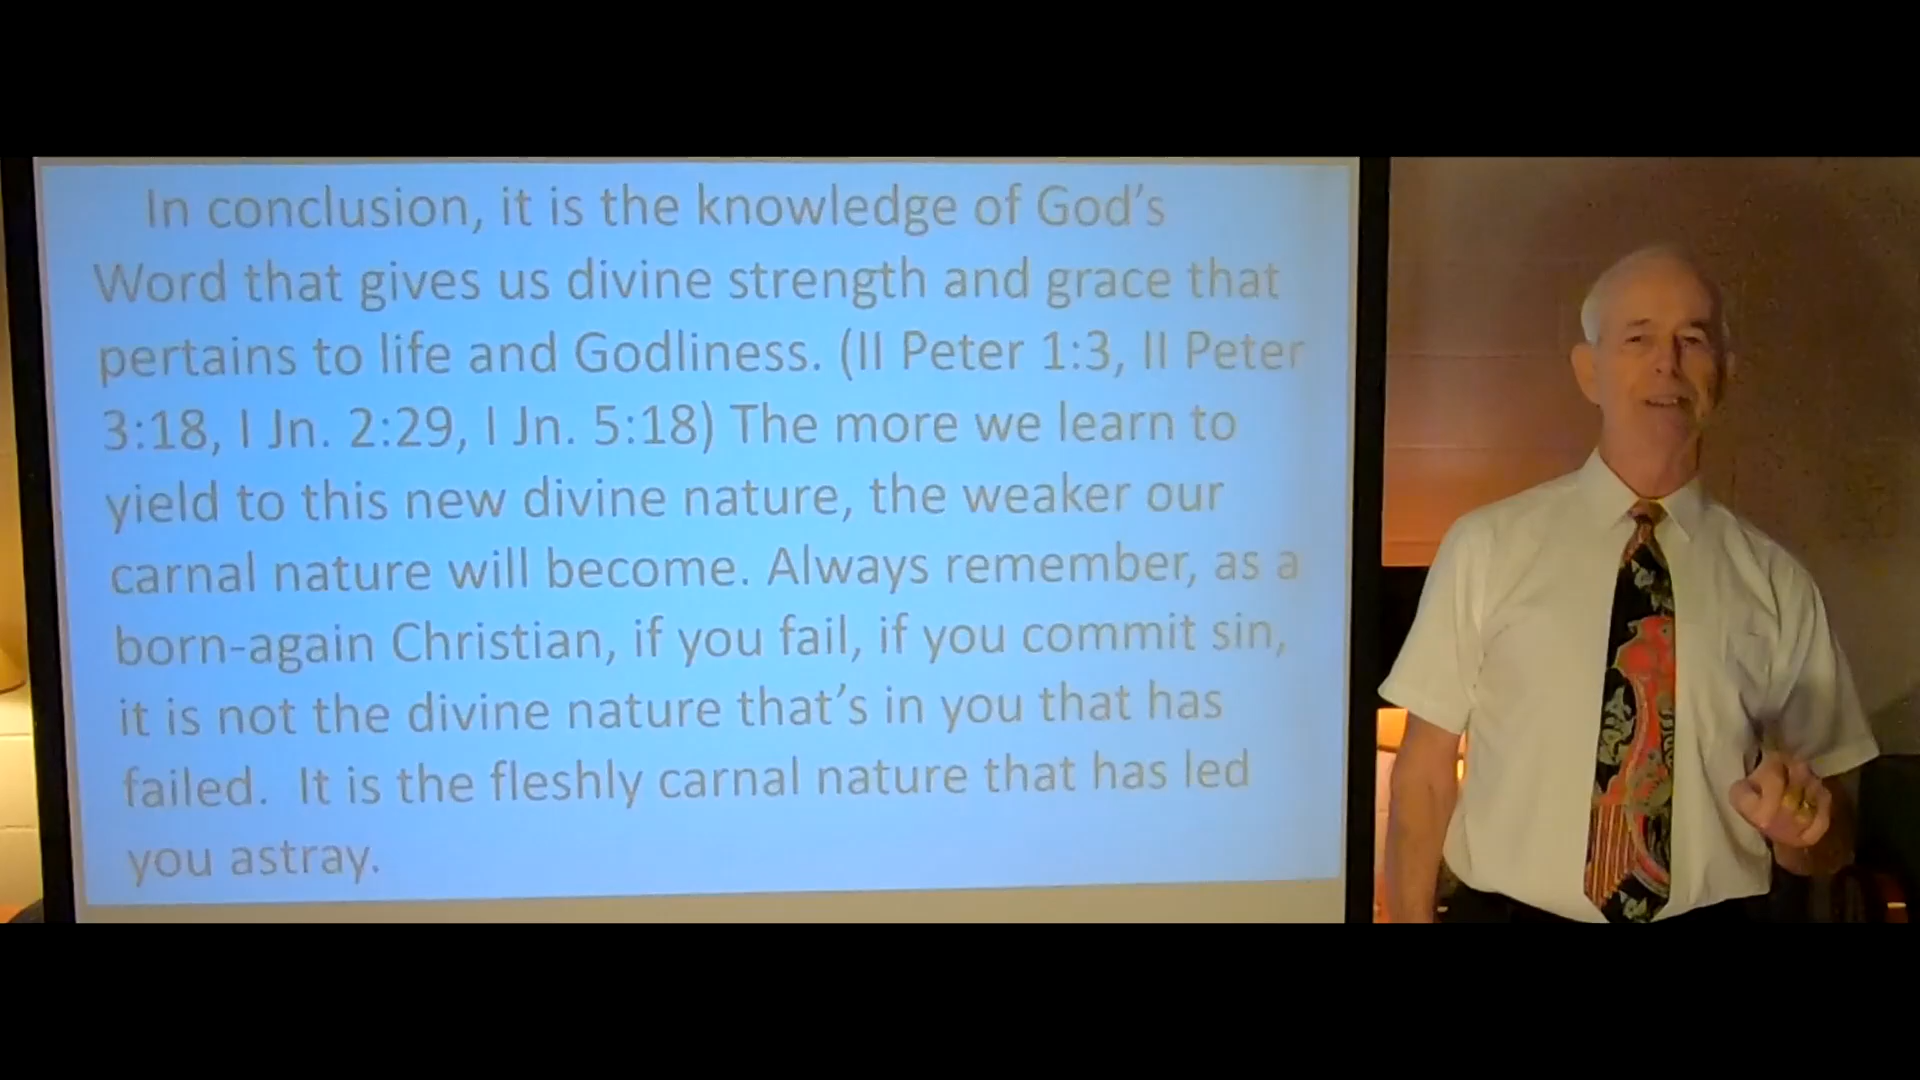 In conclusion, it is the knowledge of God's
Word that gives us divine strength and grace that
pertains to life and Godliness. (II Peter 1:3, II Peter
3:18, I Jn. 2:29, I Jn. 5:18) The more we learn to
yield to this new divine nature, the weaker our
carnal nature will become. Always remember, as a
born-again Christian, if you fail, if you commit sin,
it is not the divine nature that's in you that has
failed.  It is the fleshly carnal nature that has led
you astray.